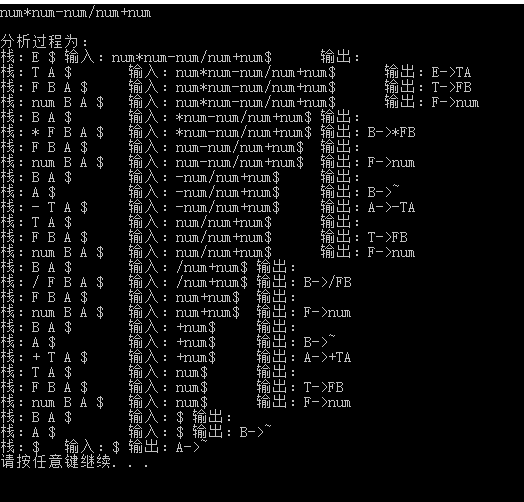 num*num-num/num+num
分析过程为:
栈: E $ 输入: num*num-num/num+num$ 输出:
栈: T A $ 输入: num*num-num/num+num$ 输出: E->TA
栈: F B A $ 输入: num*num-num/num+num$ 输出: T->FB
栈: num B A $ 输入: num*num-num/num+num$ 输出: F->num
栈: B A $ 输入: *num-num/num+num$ 输出:
栈: * F B A $ 输入: *num-num/num+num$ 输出: B->*FB
栈: F B A $ 输入: num-num/num+num$ 输出:
栈: num B A $ 输入: num-num/num+num$ 输出: F->num
栈: B A $ 输入: -num/num+num$ 输出:
栈: A $ 输入: -num/num+num$ 输出: B->~
栈: - T A $ 输入: -num/num+num$ 输出: A->-TA
栈: T A $ 输入: num/num+num$ 输出:
栈: F B A $ 输入: num/num+num$ 输出: T->FB
栈: num B A $ 输入: num/num+num$ 输出: F->num
栈: B A $ 输入: /num+num$ 输出:
栈: / F B A $ 输入: /num+num$ 输出: B->/FB
栈: F B A $ 输入: num+num$ 输出:
栈: num B A $ 输入: num+num$ 输出: F->num
栈: B A $ 输入: +num$ 输出:
栈: A $ 输入: +num$ 输出: B->~
栈: + T A $ 输入: +num$ 输出: A->+TA
栈: T A $ 输入: num$ 输出:
栈: F B A $ 输入: num$ 输出: T->FB
栈: num B A $ 输入: num$ 输出: F->num
栈: B A $ 输入: $ 输出:
栈: A $ 输入: $ 输出: B->~
栈: $ 输入: $ 输出: A->~
请按任意键继续. . .